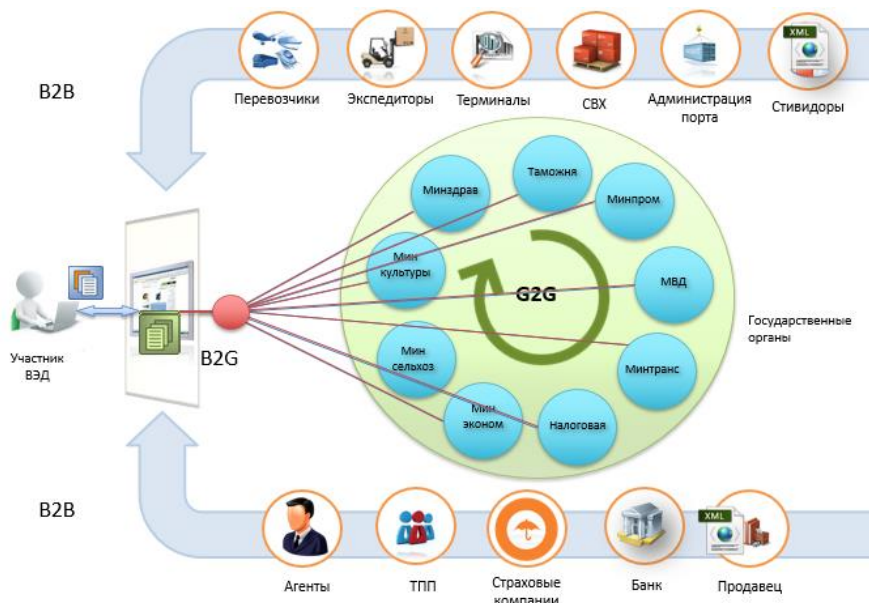 B2B
XML
Перевозчики
Экспедиторы
Терминалы
СВХ
Администрация
порта
Стивидоры
Минздрав
Таможня
Минпром
Мин
культуры
МВД
G2G
B2G
Участник
ВЭД
Государственные
органы
Мин
сельхоз
Минтранс
Мин
эконом
Налоговая
B2B
XML
Агенты
ТПП
Страховые
компании
Банк
Продавец